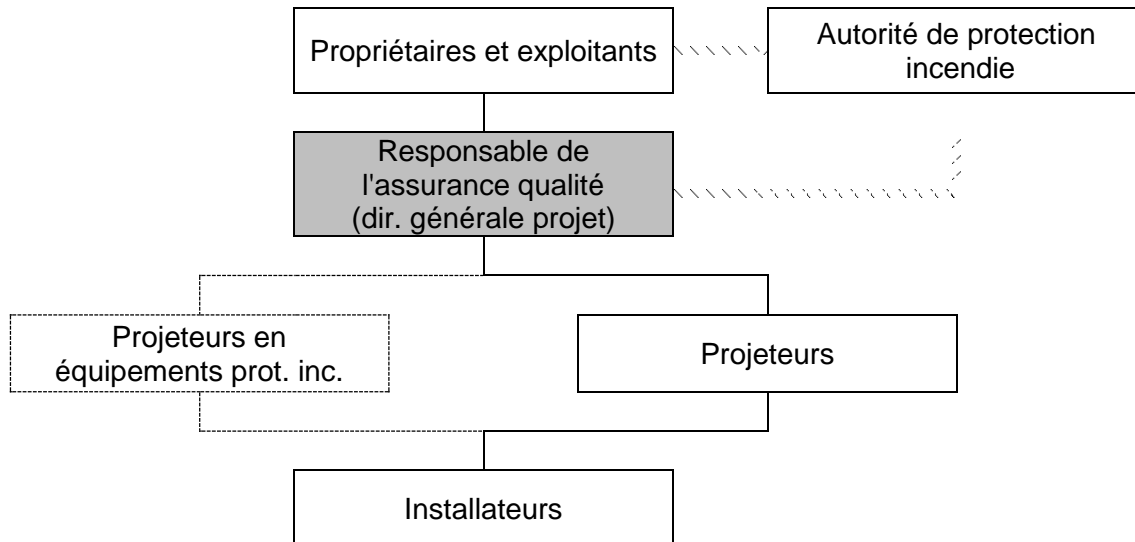 Propriétaires et exploitants
Autorité de protection
incendie
Responsable de
l'assurance qualité
(dir. générale projet)
Projeteurs en
équipements prot. inc.
Projeteurs
Installateurs